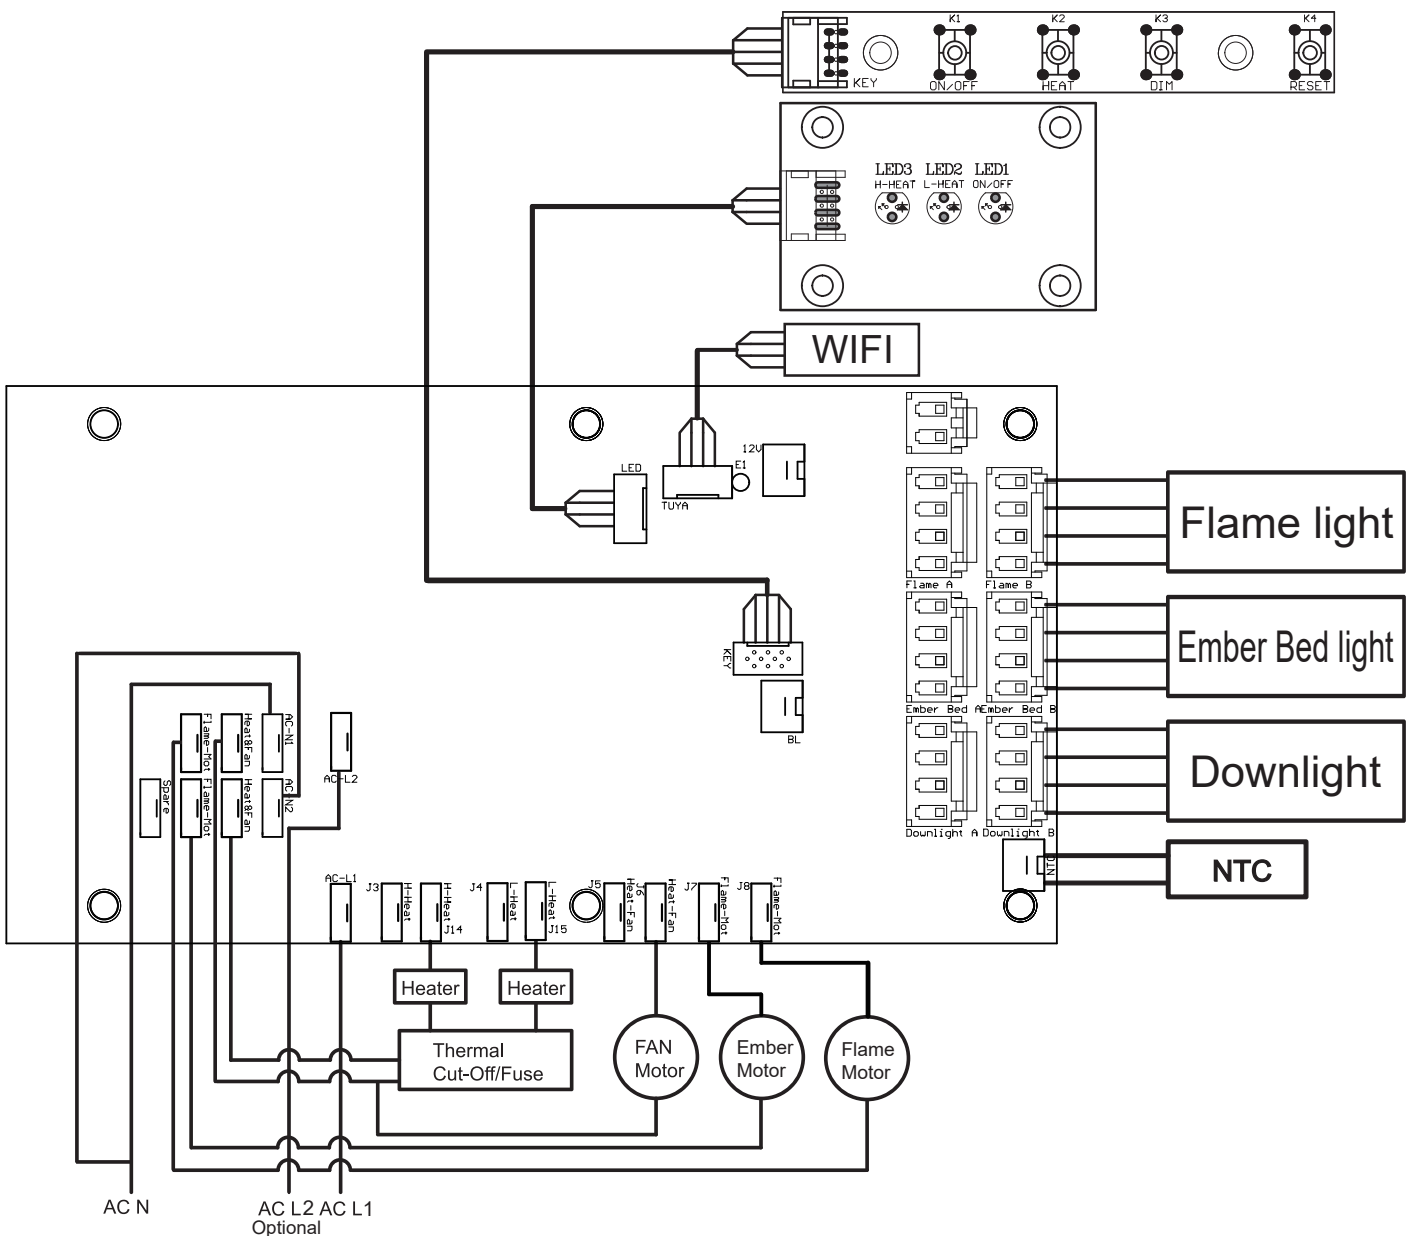 K1
K2
K3
K4
KEY
ON/OFF
HEAT
DIM
RESET
LED3
LED2
LED1
H-HEAT
L-HEAT
ON/OFF
WIFI
12V
LED
E1
TUYA
Flame light
Flame A
Flame B
Ember Bed light
KEY
Ember Bed A
Ember Bed B
BL
Downlight
Flame-Mot
Heat&Fan
AC-N1
AC-L2
Spare
Flame-Mot
Heat&Fan
AC-N2
Downlight A
Downlight B
NTC
NTC
AC-L1
J3
H-Heat
H-Heat
J14
J4
L-Heat
L-Heat
J15
J5
Heat-Fan
J6
Heat-Fan
J7
Flame-Mot
J8
Flame-Mot
Heater
Heater
Thermal
Cut-Off/Fuse
FAN
Motor
Ember
Motor
Flame
Motor
AC N
AC L2
Optional
AC L1